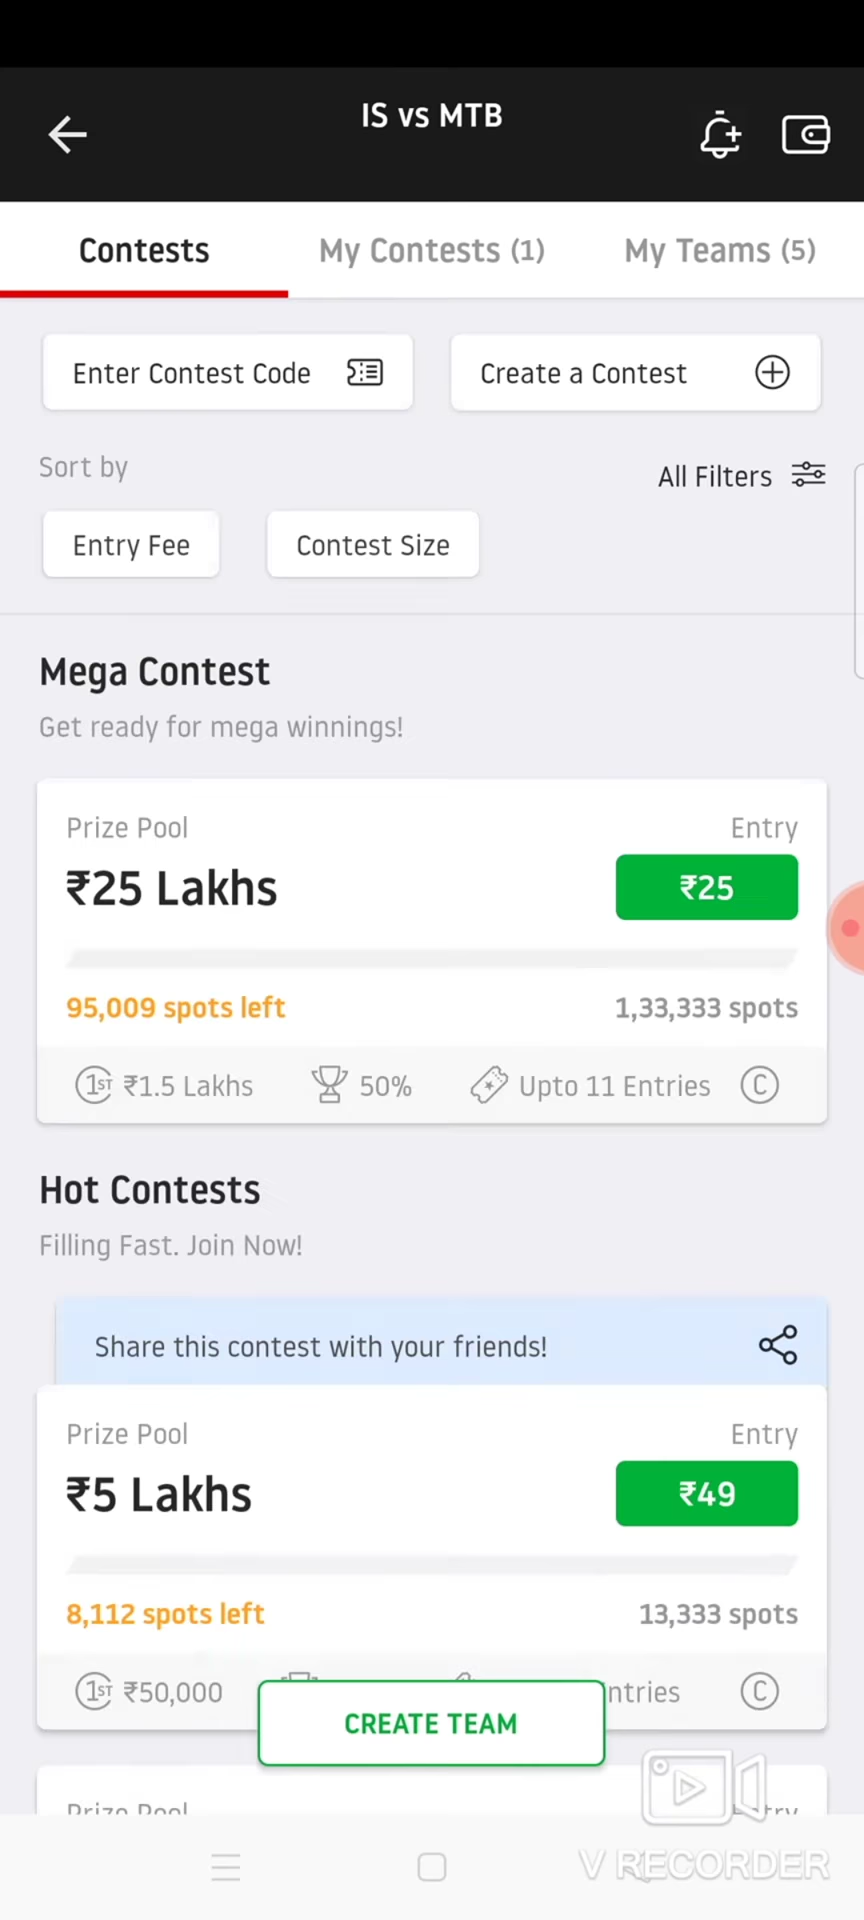 IS vs MTB
Contests
My Contests (1)
My Teams (5)
Enter Contest Code
Create a Contest
Sort by
All Filters
Entry Fee
Contest Size
Mega Contest
Get ready for mega winnings!
Prize Pool
Entry
₹25 Lakhs
₹25
95,009 spots left
1,33,333 spots
1ST ₹1.5 Lakhs
50%
Upto 11 Entries
C
Hot Contests
Filling Fast. Join Now!
Share this contest with your friends!
Prize Pool
Entry
₹5 Lakhs
₹49
8,112 spots left
13,333 spots
1ST ₹50,000
ntries
C
CREATE TEAM
Prize Pool
V RECORDER